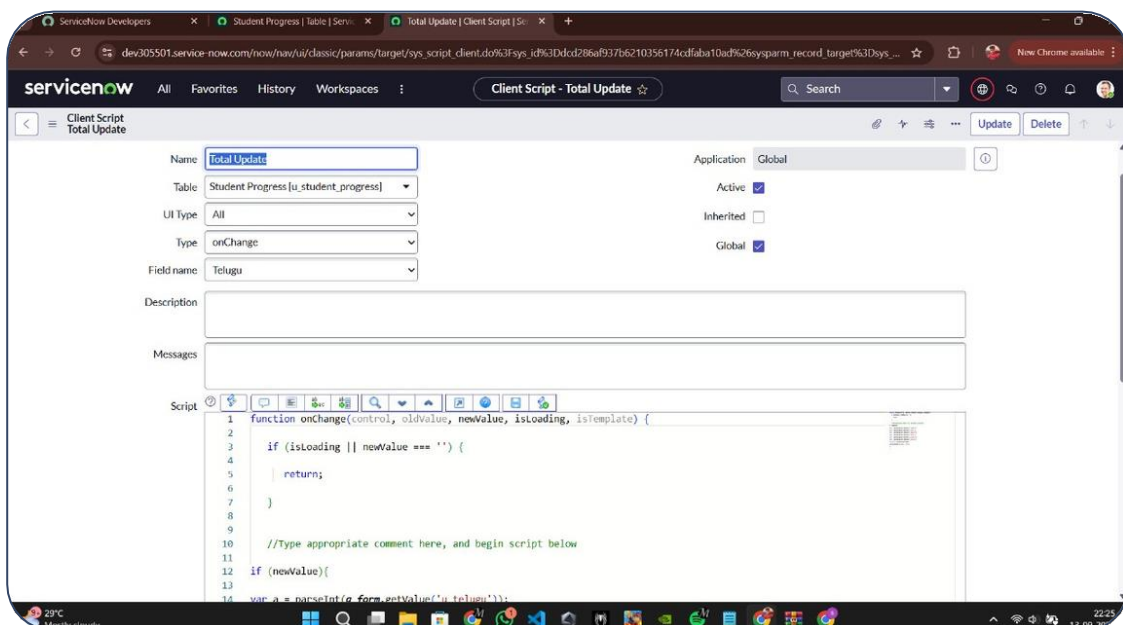 ServiceNow Developers
Student Progress | Table | Servic
Total Update | Client Script | Se
dev305501.service-now.com/now/nav/ui/classic/params/target/sys_script_client.do%3Fsys_id%3Ddcd286af937b6210356174cdfaba10ad%26sysparm_record_target%3Dsys_...
New Chrome available
servicenow All Favorites History Workspaces Client Script - Total Update Search
Client Script
Total Update
Update Delete
Name Total Update Application Global
Table Student Progress [u_student_progress] Active
UI Type All Inherited
Type onChange Global
Field name Telugu
Description
Messages
Script
1 function onChange(control, oldValue, newValue, isLoading, isTemplate) {
2
3 if (isLoading || newValue === '') {
4
5 return;
6
7 }
8
9
10 //Type appropriate comment here, and begin script below
11
12 if (newValue){
13
14 var a = parseInt(g_form.getValue('u_telugu'));
29°C
Mostly cloudy
22:25